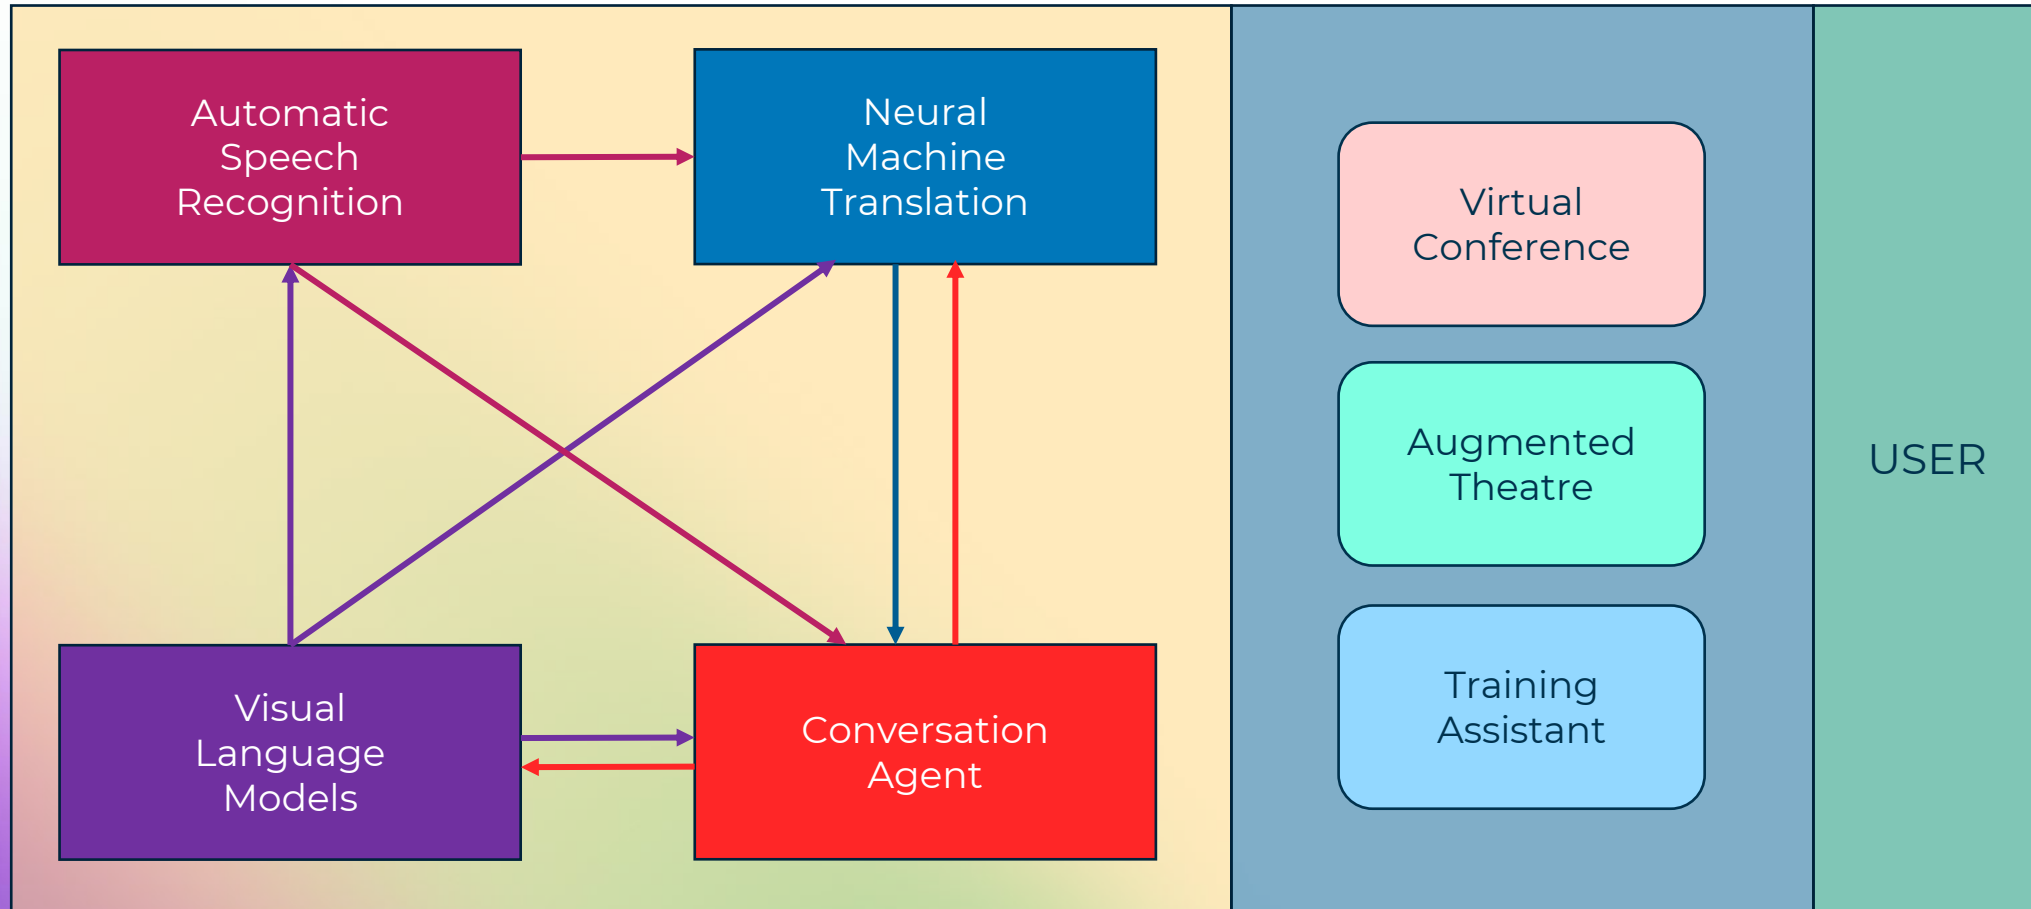 Automatic
Speech
Recognition
Neural
Machine
Translation
Visual
Language
Models
Conversation
Agent
Virtual
Conference
Augmented
Theatre
Training
Assistant
USER